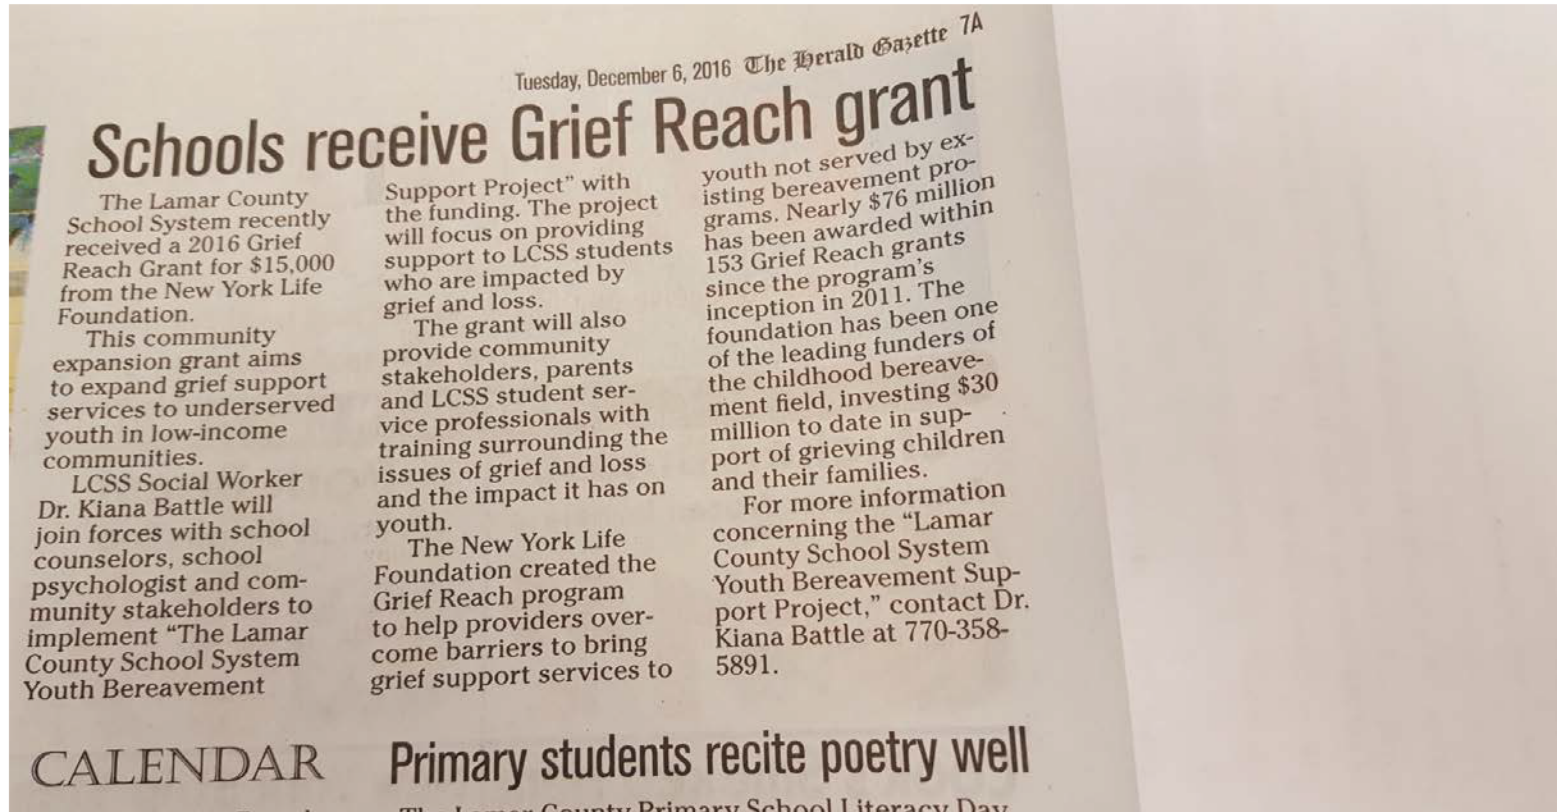 Tuesday, December 6, 2016 The Herald Gazette 7A
Schools receive Grief Reach grant
The Lamar County
School System recently
received a 2016 Grief
Reach Grant for $15,000
from the New York Life
Foundation.
This community
expansion grant aims
to expand grief support
services to underserved
youth in low-income
communities.
LCSS Social Worker
Dr. Kiana Battle will
join forces with school
counselors, school
psychologist and com-
munity stakeholders to
implement “The Lamar
County School System
Youth Bereavement
Support Project” with
the funding. The project
will focus on providing
support to LCSS students
who are impacted by
grief and loss.
The grant will also
provide community
stakeholders, parents
and LCSS student ser-
vice professionals with
training surrounding the
issues of grief and loss
and the impact it has on
youth.
The New York Life
Foundation created the
Grief Reach program
to help providers over-
come barriers to bring
grief support services to
youth not served by ex-
isting bereavement pro-
grams. Nearly $76 million
has been awarded within
153 Grief Reach grants
since the program's
inception in 2011. The
foundation has been one
of the leading funders of
the childhood bereave-
ment field, investing $30
million to date in sup-
port of grieving children
and their families.
For more information
concerning the “Lamar
County School System
Youth Bereavement Sup-
port Project,” contact Dr.
Kiana Battle at 770-358-
5891.
CALENDAR
Primary students recite poetry well
The Lamar County Primary School Literacy Day